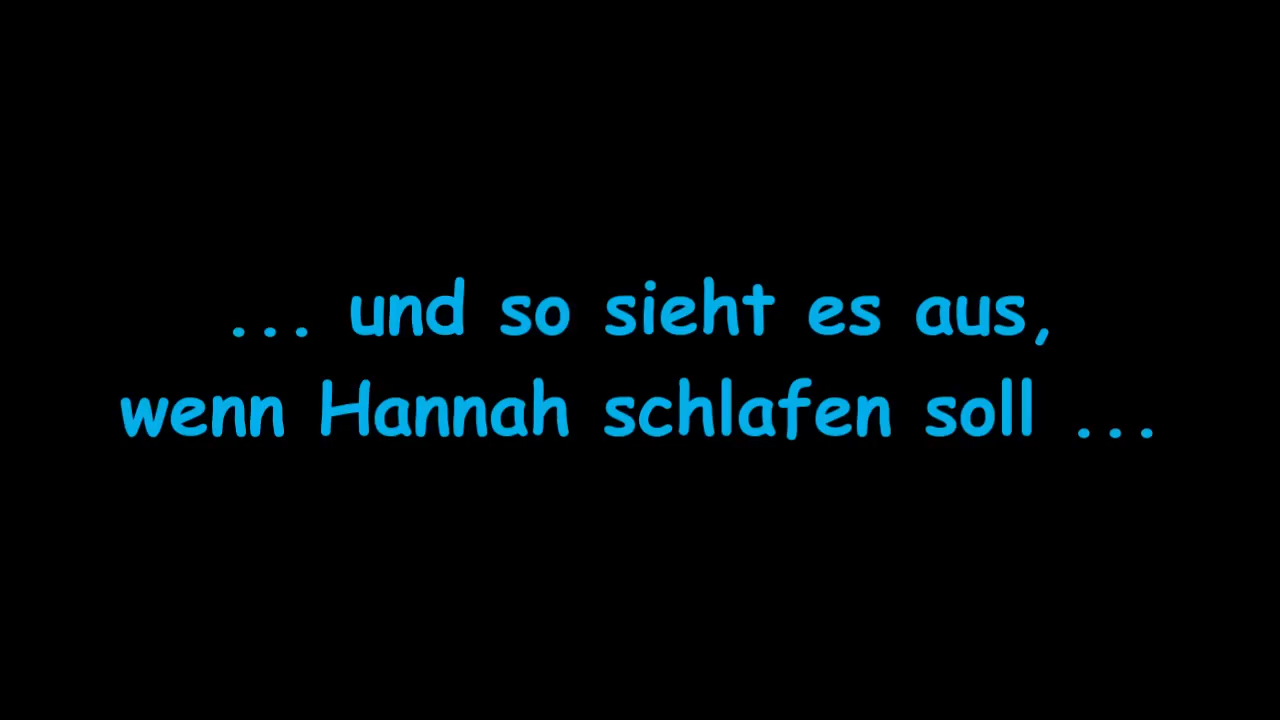 ... und so sieht es aus,
wenn Hannah schlafen soll ...